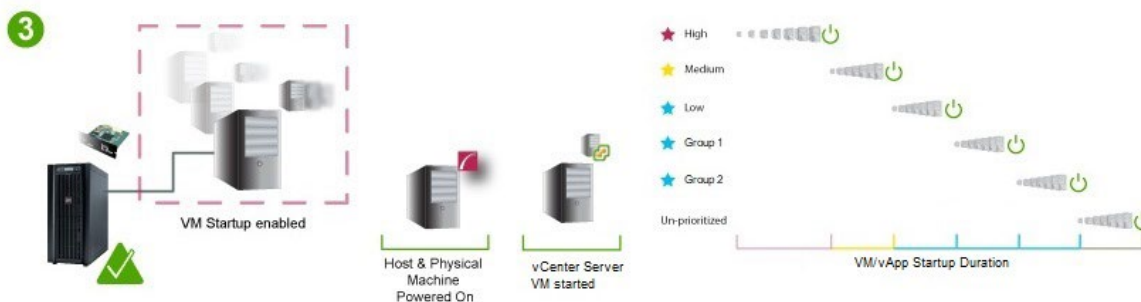 3
VM Startup enabled
Host & Physical
Machine
Powered On
vCenter Server
VM started
High
Medium
Low
Group 1
Group 2
Un-prioritized
VM/vApp Startup Duration